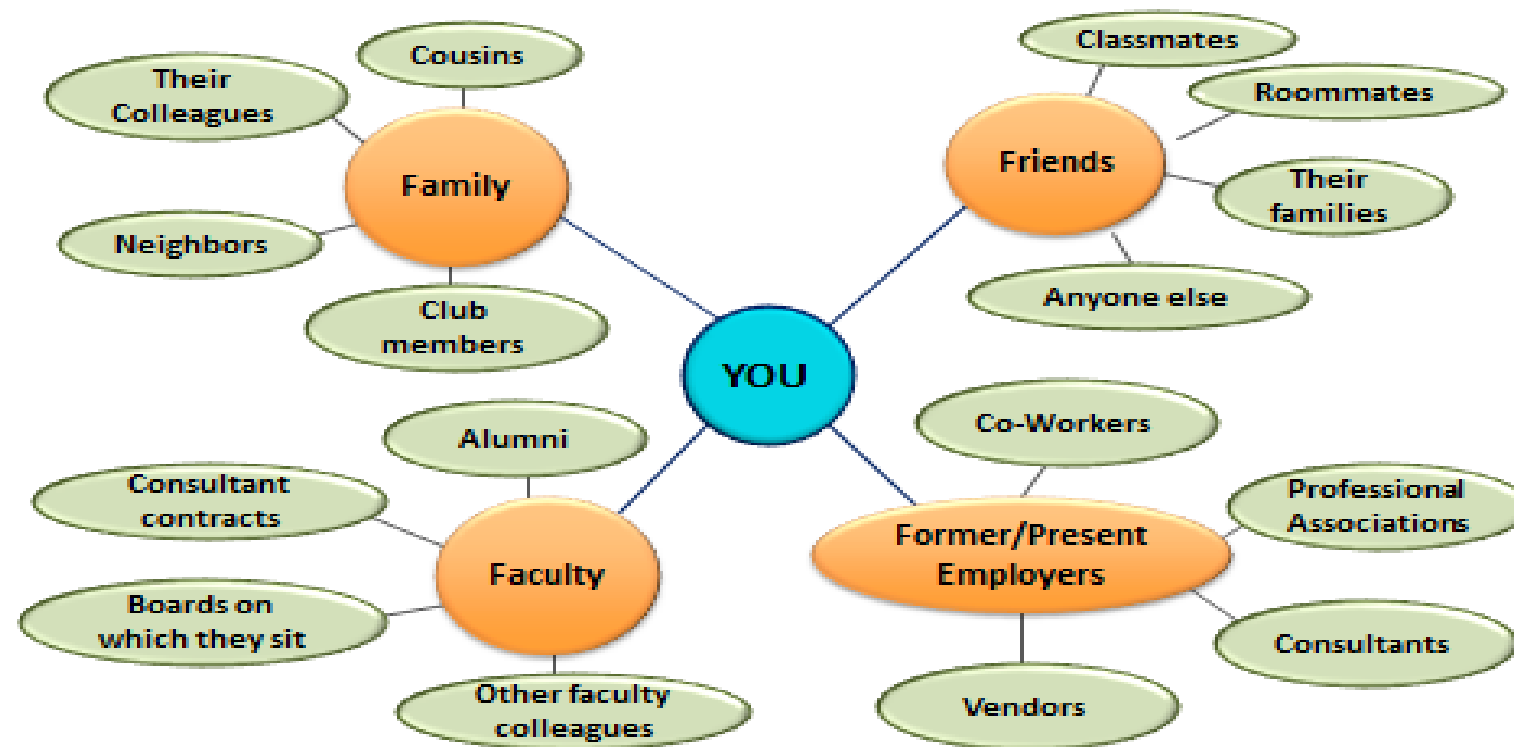 Cousins
Their
Colleagues
Family
Neighbors
Club
members
Classmates
Roommates
Friends
Their
families
Anyone else
YOU
Alumni
Consultant
contracts
Faculty
Boards on
which they sit
Other faculty
colleagues
Co-Workers
Professional
Associations
Former/Present
Employers
Consultants
Vendors